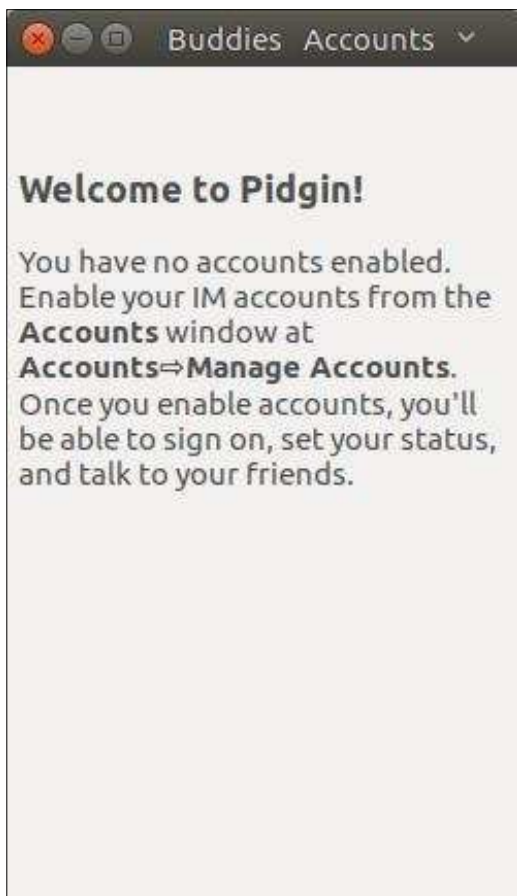 Buddies Accounts
Welcome to Pidgin!
You have no accounts enabled.
Enable your IM accounts from the
Accounts window at
Accounts⇨Manage Accounts.
Once you enable accounts, you'll
be able to sign on, set your status,
and talk to your friends.